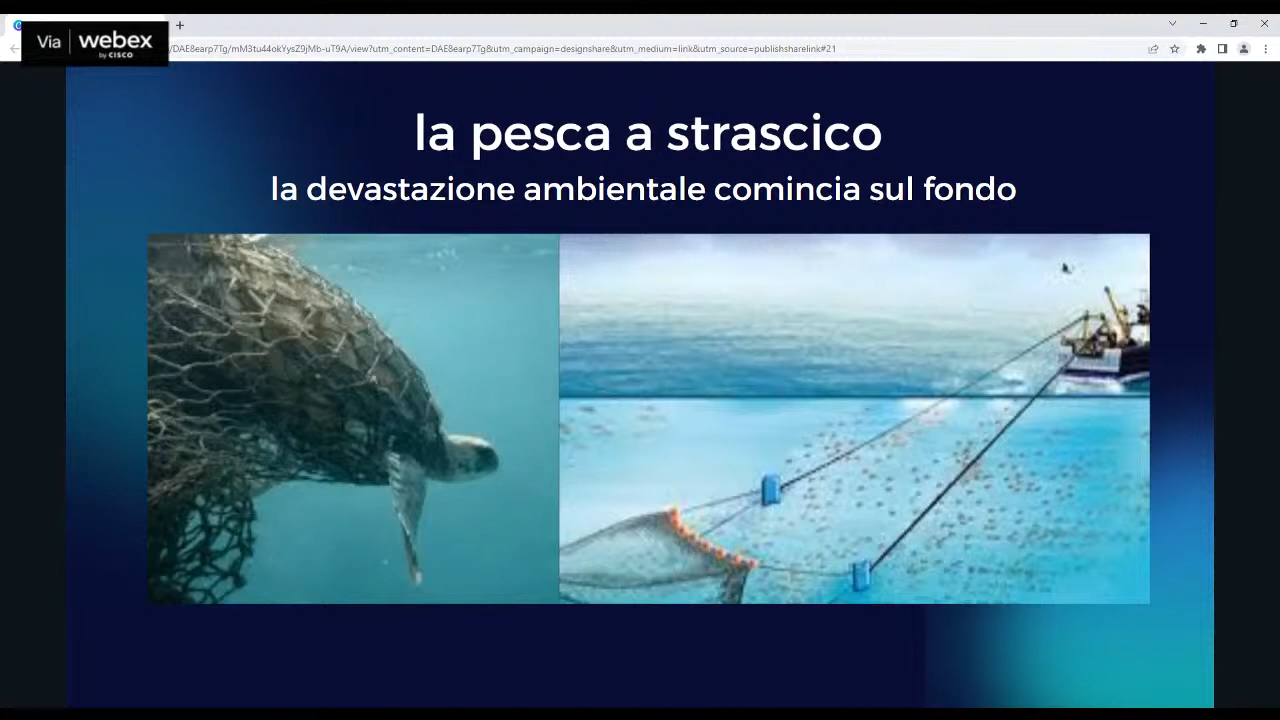 Via webex
by CISCO
/DAE8earp7Tg/mM3tu44okYysZ9jMb-uT9A/view?utm_content=DAE8earp7Tg&utm_campaign=designshare&utm_medium=link&utm_source=publishsharelink#21
la pesca a strascico
la devastazione ambientale comincia sul fondo